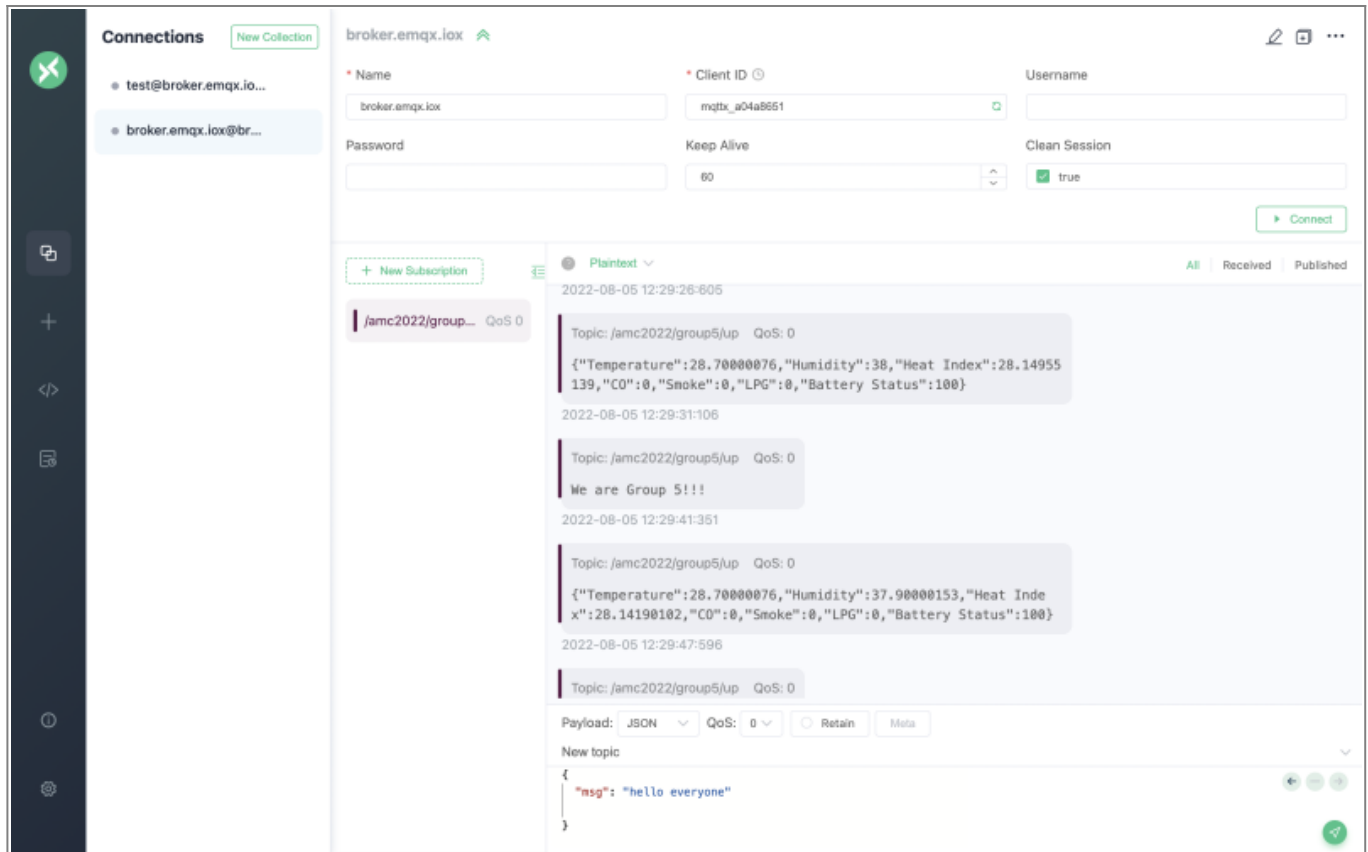 Connections
New Collection
test@broker.emqx.io...
broker.emqx.iox@br...
broker.emqx.iox
* Name
* Client ID
Username
broker.emqx.iox
mqttx_a04a8651
Password
Keep Alive
Clean Session
60
true
Connect
+ New Subscription
/amc2022/group... QoS 0
Plaintext
All
Received
Published
2022-08-05 12:29:26:605
Topic: /amc2022/group5/up QoS: 0
{"Temperature":28.70000076,"Humidity":38,"Heat Index":28.14955
139,"CO":0,"Smoke":0,"LPG":0,"Battery Status":100}
2022-08-05 12:29:31:106
Topic: /amc2022/group5/up QoS: 0
We are Group 5!!!
2022-08-05 12:29:41:351
Topic: /amc2022/group5/up QoS: 0
{"Temperature":28.70000076,"Humidity":37.90000153,"Heat Inde
x":28.14190102,"CO":0,"Smoke":0,"LPG":0,"Battery Status":100}
2022-08-05 12:29:47:596
Topic: /amc2022/group5/up QoS: 0
Payload: JSON QoS: 0 Retain Meta
New topic
{
"msg": "hello everyone"
}